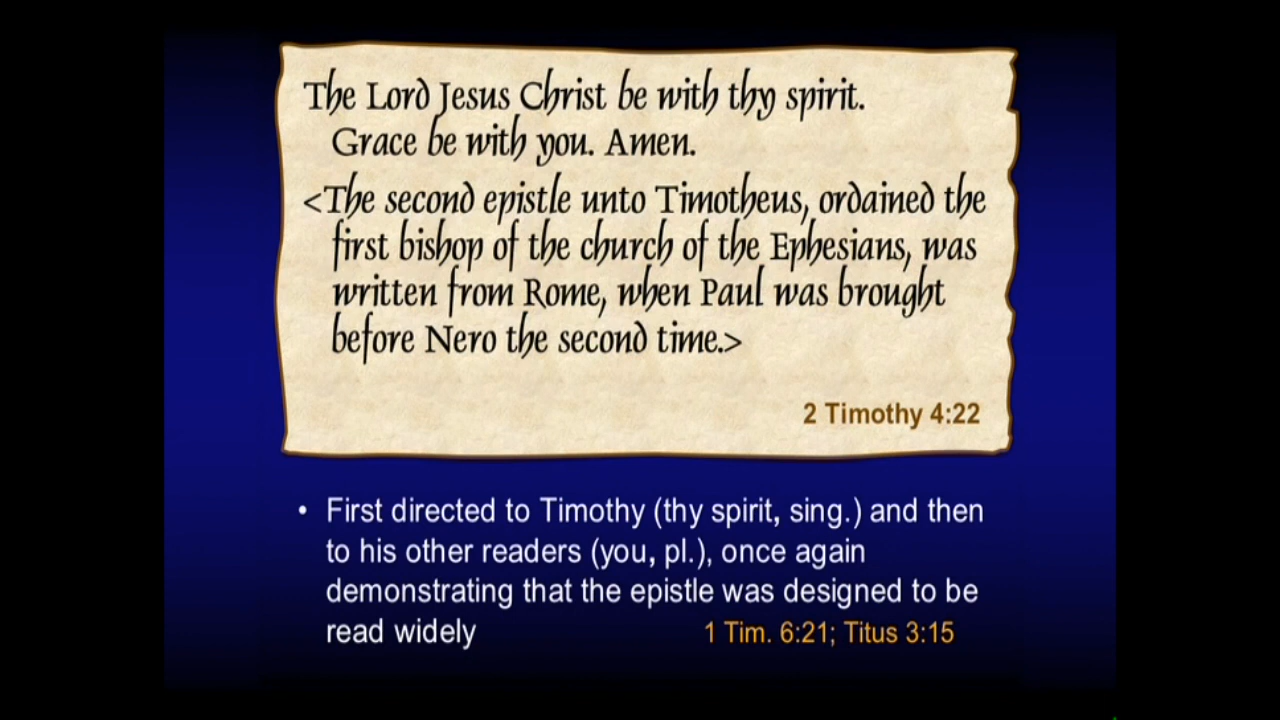 The Lord Jesus Christ be with thy spirit.
Grace be with you. Amen.
<The second epistle unto Timotheus, ordained the
first bishop of the church of the Ephesians, was
written from Rome, when Paul was brought
before Nero the second time.>
2 Timothy 4:22
• First directed to Timothy (thy spirit, sing.) and then
to his other readers (you, pl.), once again
demonstrating that the epistle was designed to be
read widely 1 Tim. 6:21; Titus 3:15